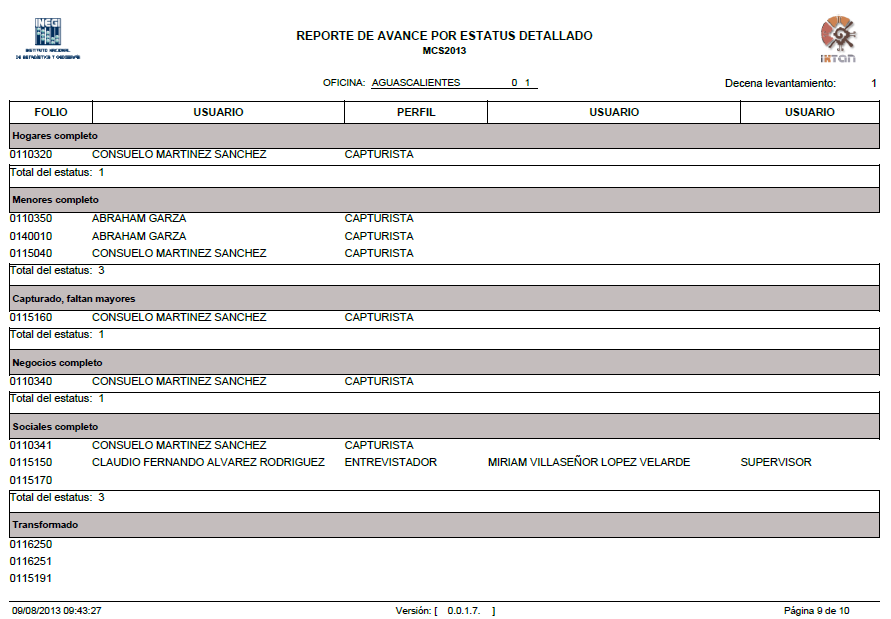 INEGI
INSTITUTO NACIONAL
DE ESTADÍSTICA Y GEOGRAFÍA
REPORTE DE AVANCE POR ESTATUS DETALLADO
MCS2013
iKTAN
OFICINA: AGUASCALIENTES 0 1
Decena levantamiento: 1
FOLIO USUARIO PERFIL USUARIO USUARIO
Hogares completo
0110320 CONSUELO MARTINEZ SANCHEZ CAPTURISTA
Total del estatus: 1
Menores completo
0110350 ABRAHAM GARZA CAPTURISTA
0140010 ABRAHAM GARZA CAPTURISTA
0115040 CONSUELO MARTINEZ SANCHEZ CAPTURISTA
Total del estatus: 3
Capturado, faltan mayores
0115160 CONSUELO MARTINEZ SANCHEZ CAPTURISTA
Total del estatus: 1
Negocios completo
0110340 CONSUELO MARTINEZ SANCHEZ CAPTURISTA
Total del estatus: 1
Sociales completo
0110341 CONSUELO MARTINEZ SANCHEZ CAPTURISTA
0115150 CLAUDIO FERNANDO ALVAREZ RODRIGUEZ ENTREVISTADOR MIRIAM VILLASEÑOR LOPEZ VELARDE SUPERVISOR
0115170
Total del estatus: 3
Transformado
0116250
0116251
0115191
09/08/2013 09:43:27 Versión: [ 0.0.1.7. ] Página 9 de 10